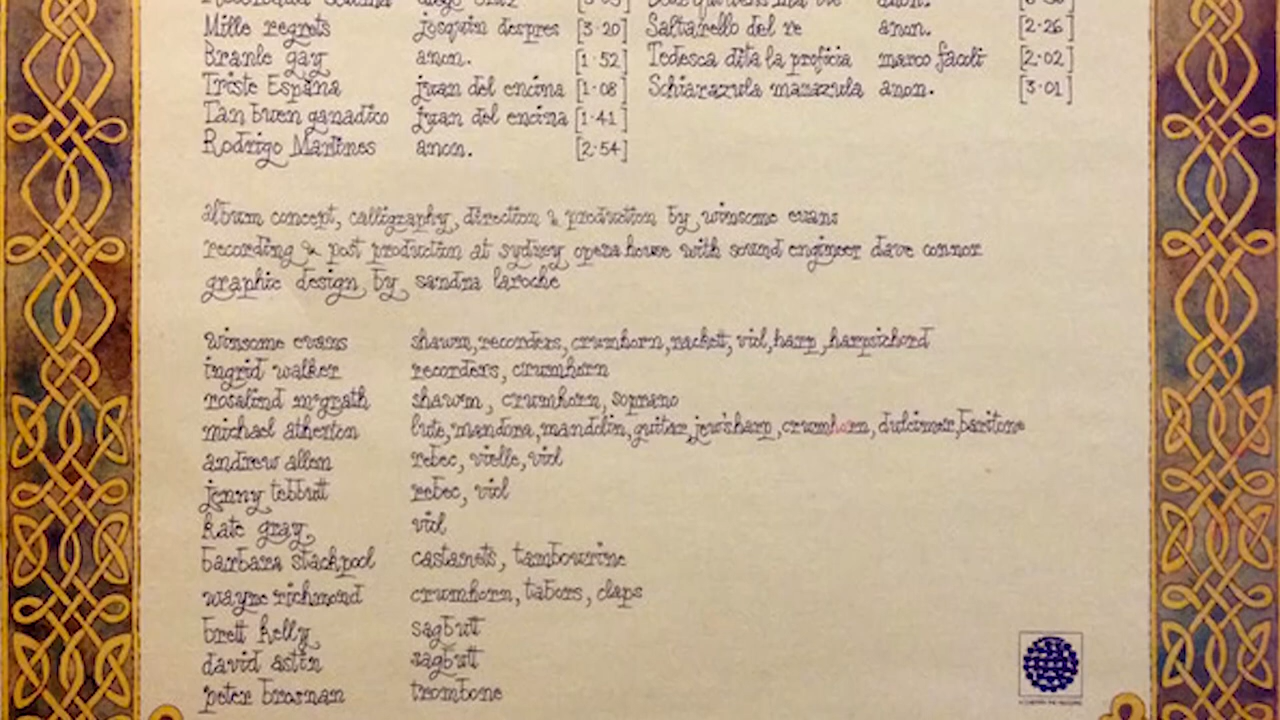 Mille regrets josquin despres [3·20] Saltarello del re anon. [2·26]
Branle gay anon. [1·52] Tedesca dita la proficia marco facoli [2·02]
Triste España juan del encina [1·08] Schiarazula marazula anon. [3·01]
Tan buen ganadico juan del encina [1·41]
Rodrigo Martines anon. [2·54]
album concept, calligraphy, direction & production by winsome evans
recording & post production at sydney opera house with sound engineer dave connor
graphic design by sandra laroche
winsome evans shawm, recorders, crumhorn, rackett, viol, harp, harpsichord
ingrid walker recorders, crumhorn
rosalind mcgrath shawm, crumhorn, soprano
michael atherton lute, mandora, mandolin, guitar, jew'sharp, crumhorn, dulcimer, baritone
andrew allen rebec, vielle, viol
jenny tebbutt rebec, viol
kate gray viol
barbara stackpool castanets, tambourine
wayne richmond crumhorn, tabors, claps
brett kelly sagbutt
david astin sagbutt
peter brosnan trombone